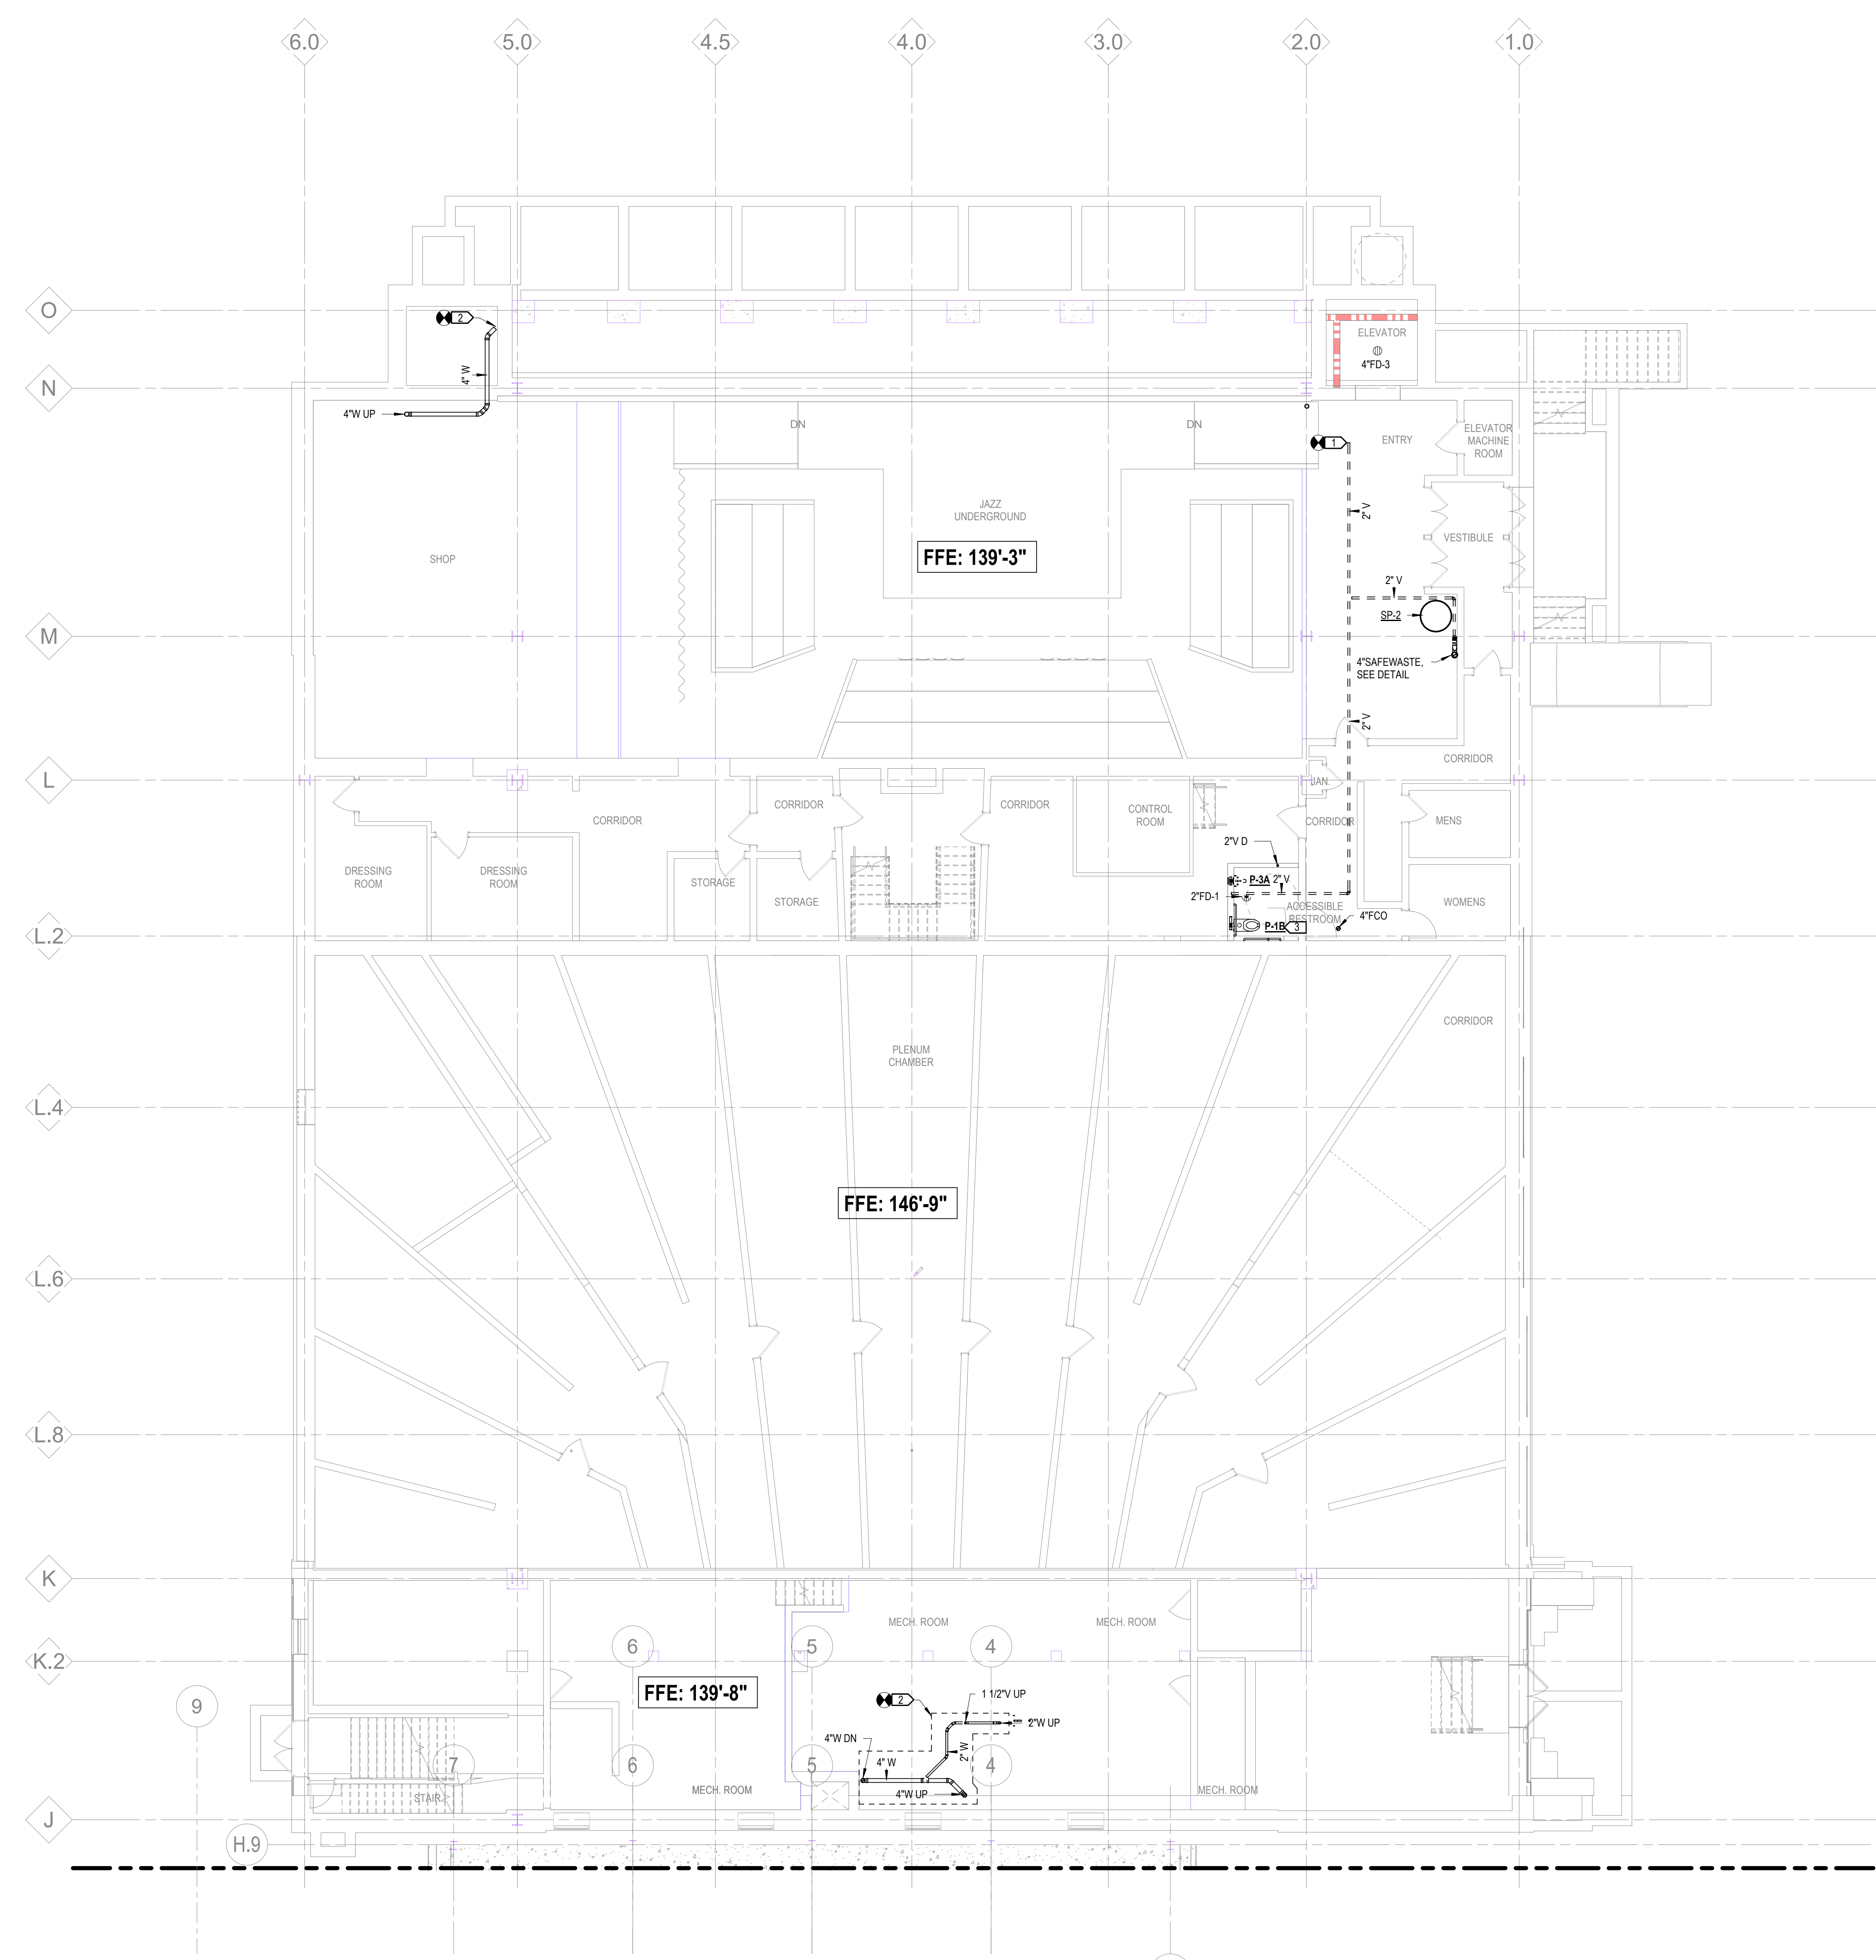 6.0
5.0
4.5
4.0
3.0
2.0
1.0
O
N
M
L
L.2
L.4
L.6
L.8
K
K.2
J
H.9
9
2
4" W
4"W UP
ELEVATOR
4"FD-3
DN
DN
1
ENTRY
ELEVATOR
MACHINE
ROOM
JAZZ
UNDERGROUND
FFE: 139'-3"
SHOP
2" V
VESTIBULE
2" V
SP-2
4"SAFEWASTE,
SEE DETAIL
2" V
CORRIDOR
JAN.
CORRIDOR
CORRIDOR
CORRIDOR
CONTROL
ROOM
CORRIDOR
MENS
2"V D
DRESSING
ROOM
DRESSING
ROOM
STORAGE
STORAGE
P-3A
2" V
2"FD-1
ACCESSIBLE
RESTROOM
4"FCO
P-1B
3
WOMENS
CORRIDOR
PLENUM
CHAMBER
FFE: 146'-9"
MECH. ROOM
MECH. ROOM
6
5
4
FFE: 139'-8"
2
1 1/2"V UP
2"W UP
4"W DN
2" W
4" W
7
6
5
4
4"W UP
STAIR
MECH. ROOM
MECH. ROOM